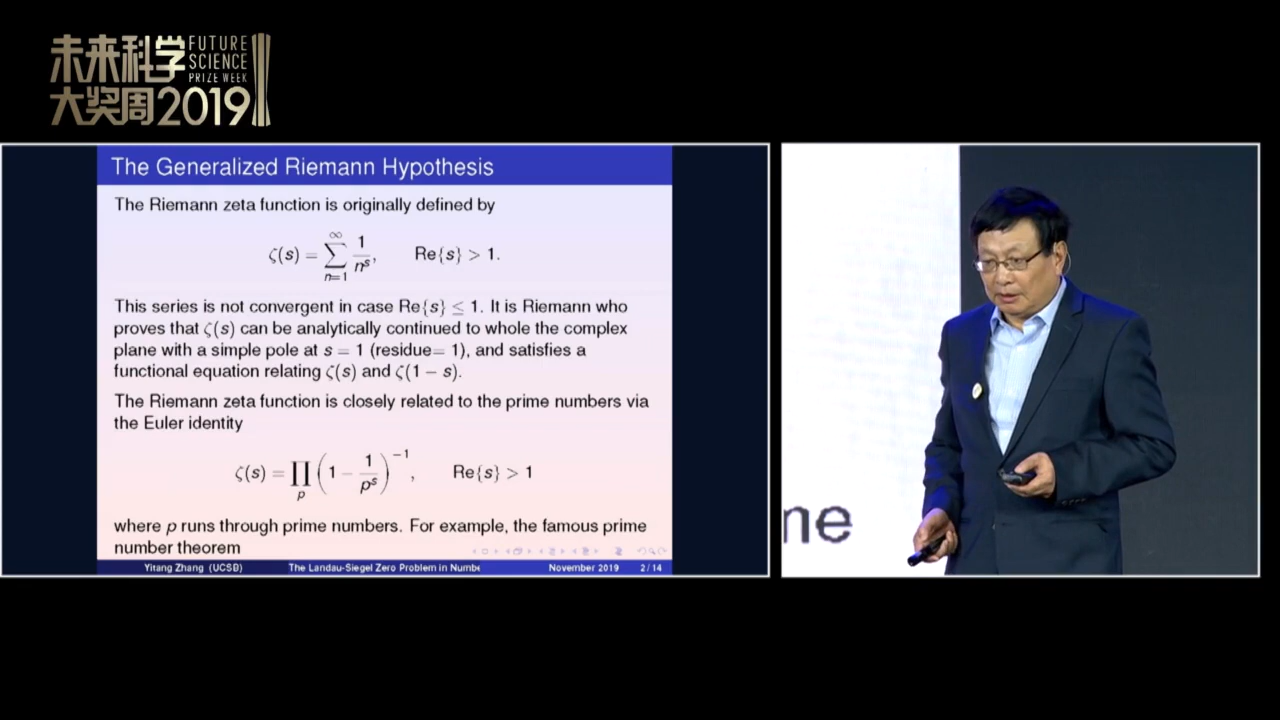 未来科学
大奖周2019
FUTURE
SCIENCE
PRIZE WEEK
The Generalized Riemann Hypothesis
The Riemann zeta function is originally defined by
ζ(s) = ∑_{n=1}^{∞} 1/n^s, Re{s} > 1.
This series is not convergent in case Re{s} ≤ 1. It is Riemann who
proves that ζ(s) can be analytically continued to whole the complex
plane with a simple pole at s = 1 (residue= 1), and satisfies a
functional equation relating ζ(s) and ζ(1 − s).
The Riemann zeta function is closely related to the prime numbers via
the Euler identity
ζ(s) = ∏_p (1 − 1/p^s)^{−1}, Re{s} > 1
where p runs through prime numbers. For example, the famous prime
number theorem
Yitang Zhang (UCSB) The Landau-Siegel Zero Problem in Numbe November 2019 2/14
me